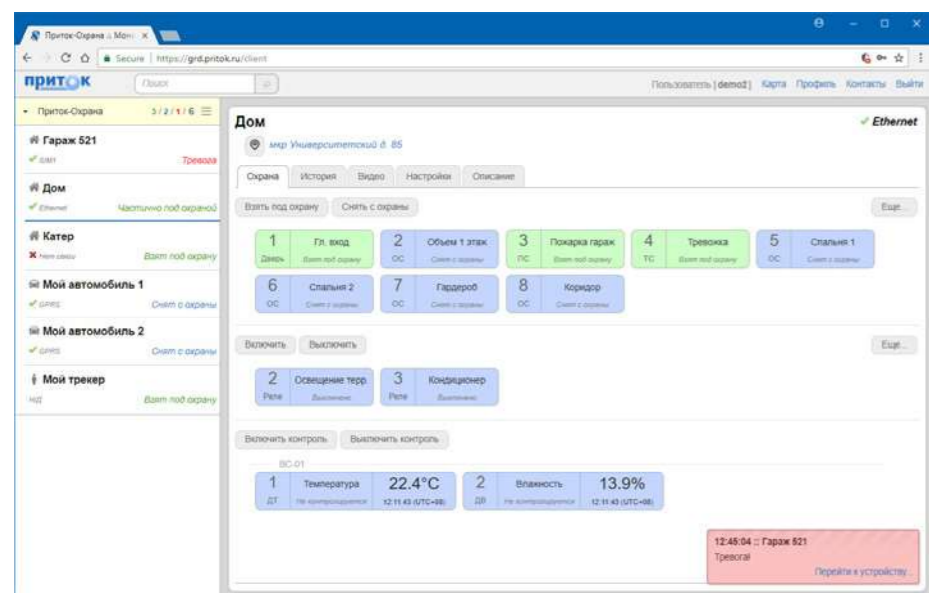 Приток-Охрана :: Мони
Secure | https://grd.pritok.ru/client
приток
Поиск
Пользователь [demo2] Карта Профиль Контакты Выйти
Приток-Охрана 3 / 2 / 1 / 6
Гараж 521
Тревога
Дом
Ethernet Частично под охраной
Катер
Нет связи Взят под охрану
Мой автомобиль 1
GPRS Снят с охраны
Мой автомобиль 2
GPRS Снят с охраны
Мой трекер
Н/Д Взят под охрану
Дом
Ethernet
мкр Университетский д. 85
Охрана История Видео Настройки Описание
Взять под охрану Снять с охраны Еще...
1 Гл. вход
Дверь Взят под охрану
2 Объем 1 этаж
ОС Снят с охраны
3 Пожарка гараж
ПС Взят под охрану
4 Тревожка
ТС Взят под охрану
5 Спальня 1
ОС Снят с охраны
6 Спальня 2
ОС Снят с охраны
7 Гардероб
ОС Снят с охраны
8 Коридор
ОС Снят с охраны
Включить Выключить Еще...
2 Освещение терр
Реле Выключено
3 Кондиционер
Реле Выключено
Включить контроль Выключить контроль
ВС-01
1 Температура 22.4°C
ДТ Не контролируется 12:11:43 (UTC+08)
2 Влажность 13.9%
ДВ Не контролируется 12:11:43 (UTC+08)
12:45:04 :: Гараж 521
Тревога!
Перейти к устройству...